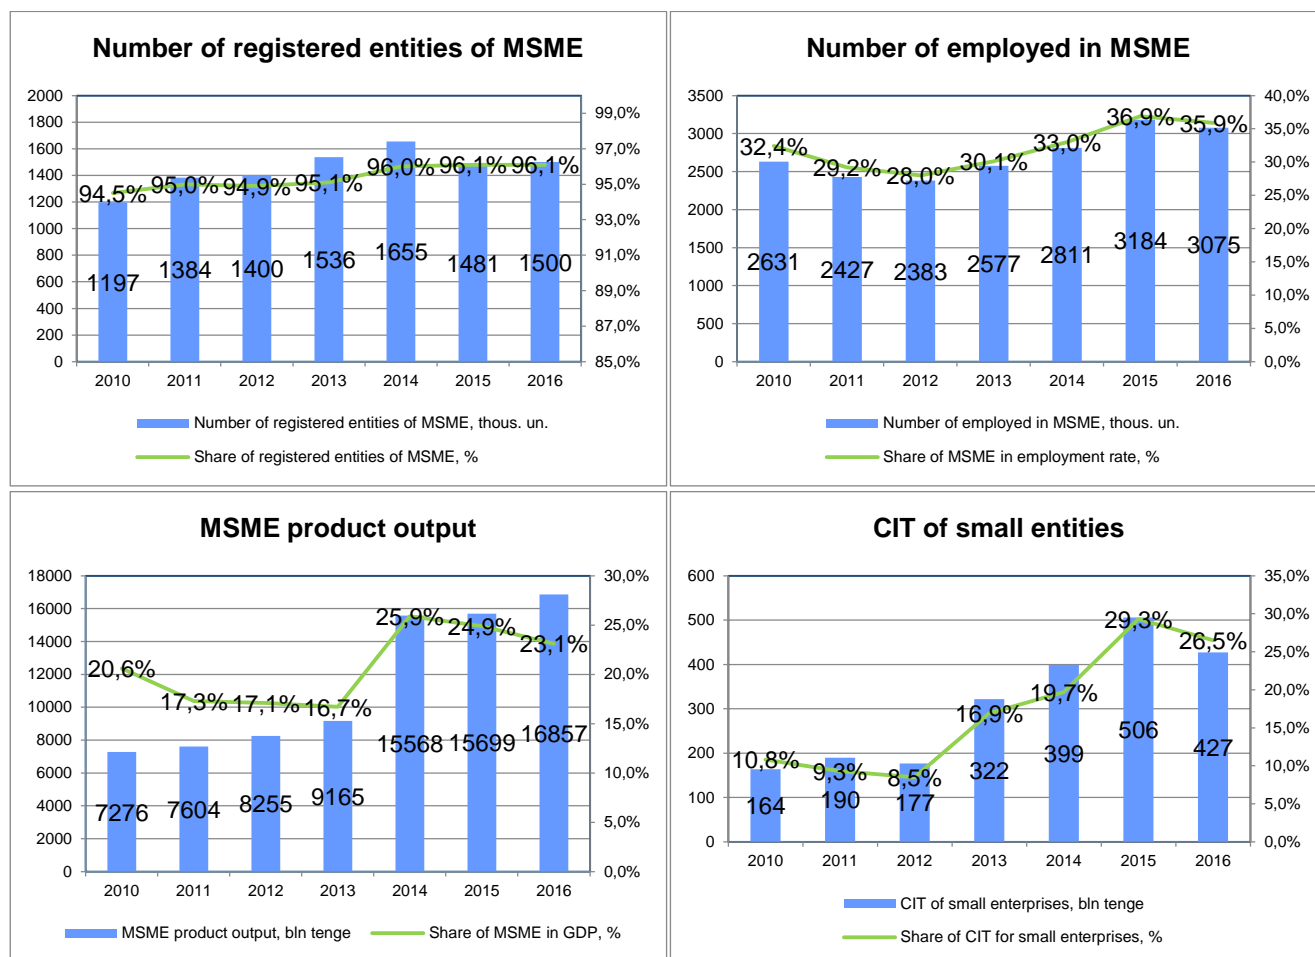 Number of registered entities of MSME
2000
1800
1600
1400
1200
1000
800
600
400
200
0
99,0%
97,0%
95,0%
93,0%
91,0%
89,0%
87,0%
85,0%
94,5% 95,0% 94,9% 95,1% 96,0% 96,1% 96,1%
1197 1384 1400 1536 1655 1481 1500
2010 2011 2012 2013 2014 2015 2016
Number of registered entities of MSME, thous. un.
Share of registered entities of MSME, %
Number of employed in MSME
3500
3000
2500
2000
1500
1000
500
0
40,0%
35,0%
30,0%
25,0%
20,0%
15,0%
10,0%
5,0%
0,0%
32,4% 29,2% 28,0% 30,1% 33,0% 36,9% 35,9%
2631 2427 2383 2577 2811 3184 3075
2010 2011 2012 2013 2014 2015 2016
Number of employed in MSME, thous. un.
Share of MSME in employment rate, %
MSME product output
18000
16000
14000
12000
10000
8000
6000
4000
2000
0
30,0%
25,0%
20,0%
15,0%
10,0%
5,0%
0,0%
20,6% 17,3% 17,1% 16,7% 25,9% 24,9% 23,1%
7276 7604 8255 9165 15568 15699 16857
2010 2011 2012 2013 2014 2015 2016
MSME product output, bln tenge Share of MSME in GDP, %
CIT of small entities
600
500
400
300
200
100
0
35,0%
30,0%
25,0%
20,0%
15,0%
10,0%
5,0%
0,0%
10,8% 9,3% 8,5% 16,9% 19,7% 29,3% 26,5%
164 190 177 322 399 506 427
2010 2011 2012 2013 2014 2015 2016
CIT of small enterprises, bln tenge
Share of CIT for small enterprises, %